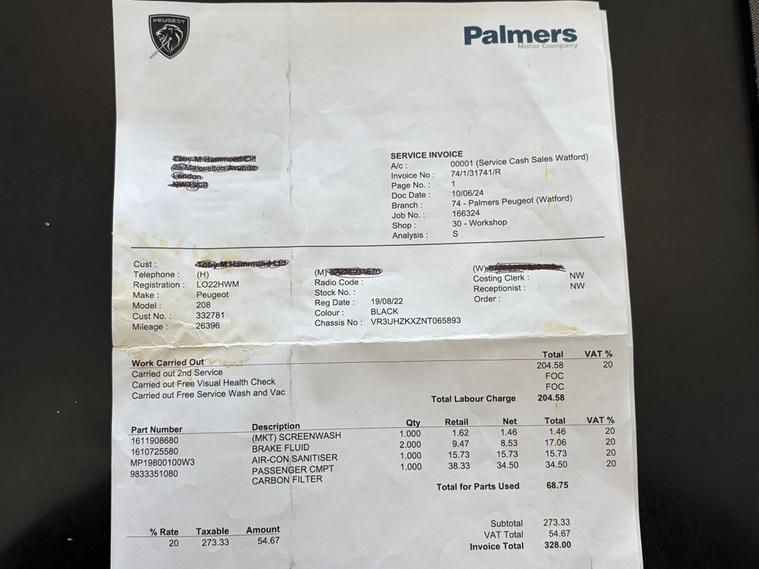 PEUGEOT
Palmers
Motor Company
SERVICE INVOICE
A/c : 00001 (Service Cash Sales Watford)
Invoice No : 74/1/31741/R
Page No. : 1
Doc Date : 10/06/24
Branch : 74 - Palmers Peugeot (Watford)
Job No. : 166324
Shop : 30 - Workshop
Analysis : S
Cust :
Telephone : (H) (M) (W)
Registration : LO22HWM Radio Code : Costing Clerk : NW
Make : Peugeot Stock No. : Receptionist : NW
Model : 208 Reg Date : 19/08/22 Order :
Cust No. : 332781 Colour : BLACK
Mileage : 26396 Chassis No : VR3UHZKXZNT065893
Work Carried Out Total VAT %
Carried out 2nd Service 204.58 20
Carried out Free Visual Health Check FOC
Carried out Free Service Wash and Vac FOC
Total Labour Charge 204.58
Part Number Description Qty Retail Net Total VAT %
1611908680 (MKT) SCREENWASH 1.000 1.62 1.46 1.46 20
1610725580 BRAKE FLUID 2.000 9.47 8.53 17.06 20
MP19800100W3 AIR-CON SANITISER 1.000 15.73 15.73 15.73 20
9833351080 PASSENGER CMPT 1.000 38.33 34.50 34.50 20
CARBON FILTER
Total for Parts Used 68.75
% Rate Taxable Amount
20 273.33 54.67
Subtotal 273.33
VAT Total 54.67
Invoice Total 328.00